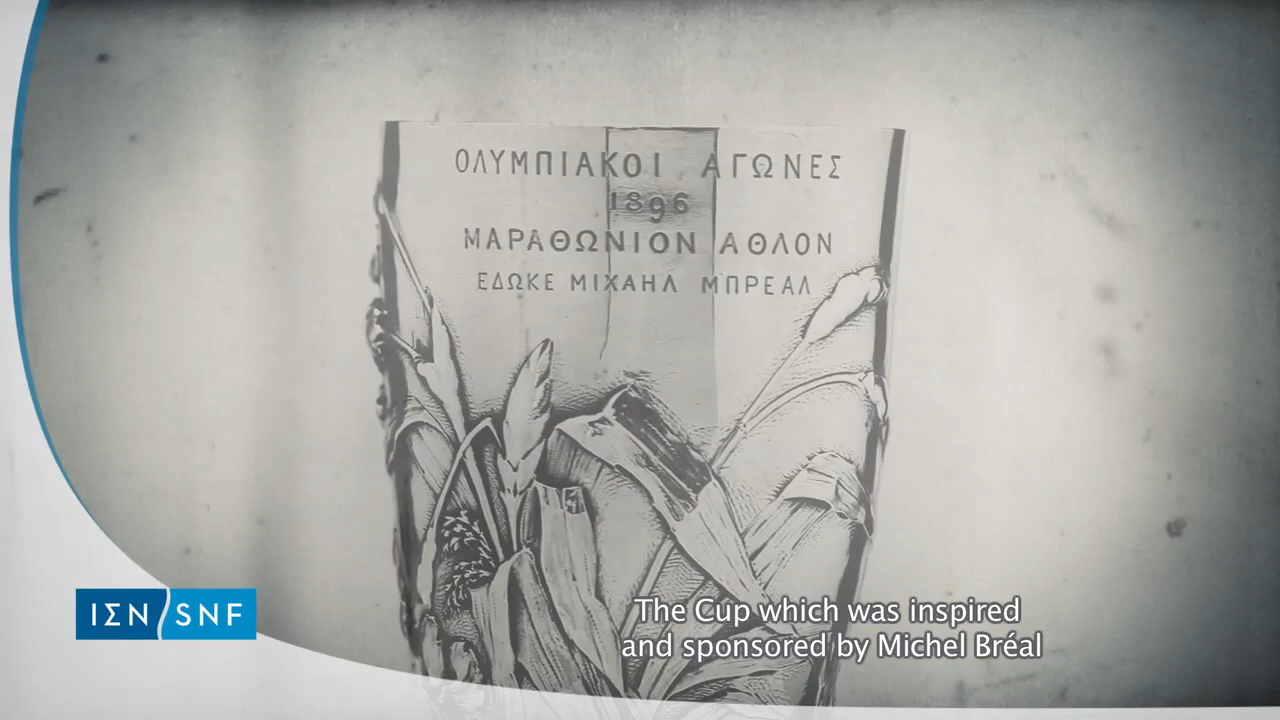 ΟΛΥΜΠΙΑΚΟΙ ΑΓΩΝΕΣ
1896
ΜΑΡΑΘΩΝΙΟΝ ΑΘΛΟΝ
ΕΔΩΚΕ ΜΙΧΑΗΛ ΜΠΡΕΑΛ
ΙΣΝ/SNF
The Cup which was inspired
and sponsored by Michel Bréal